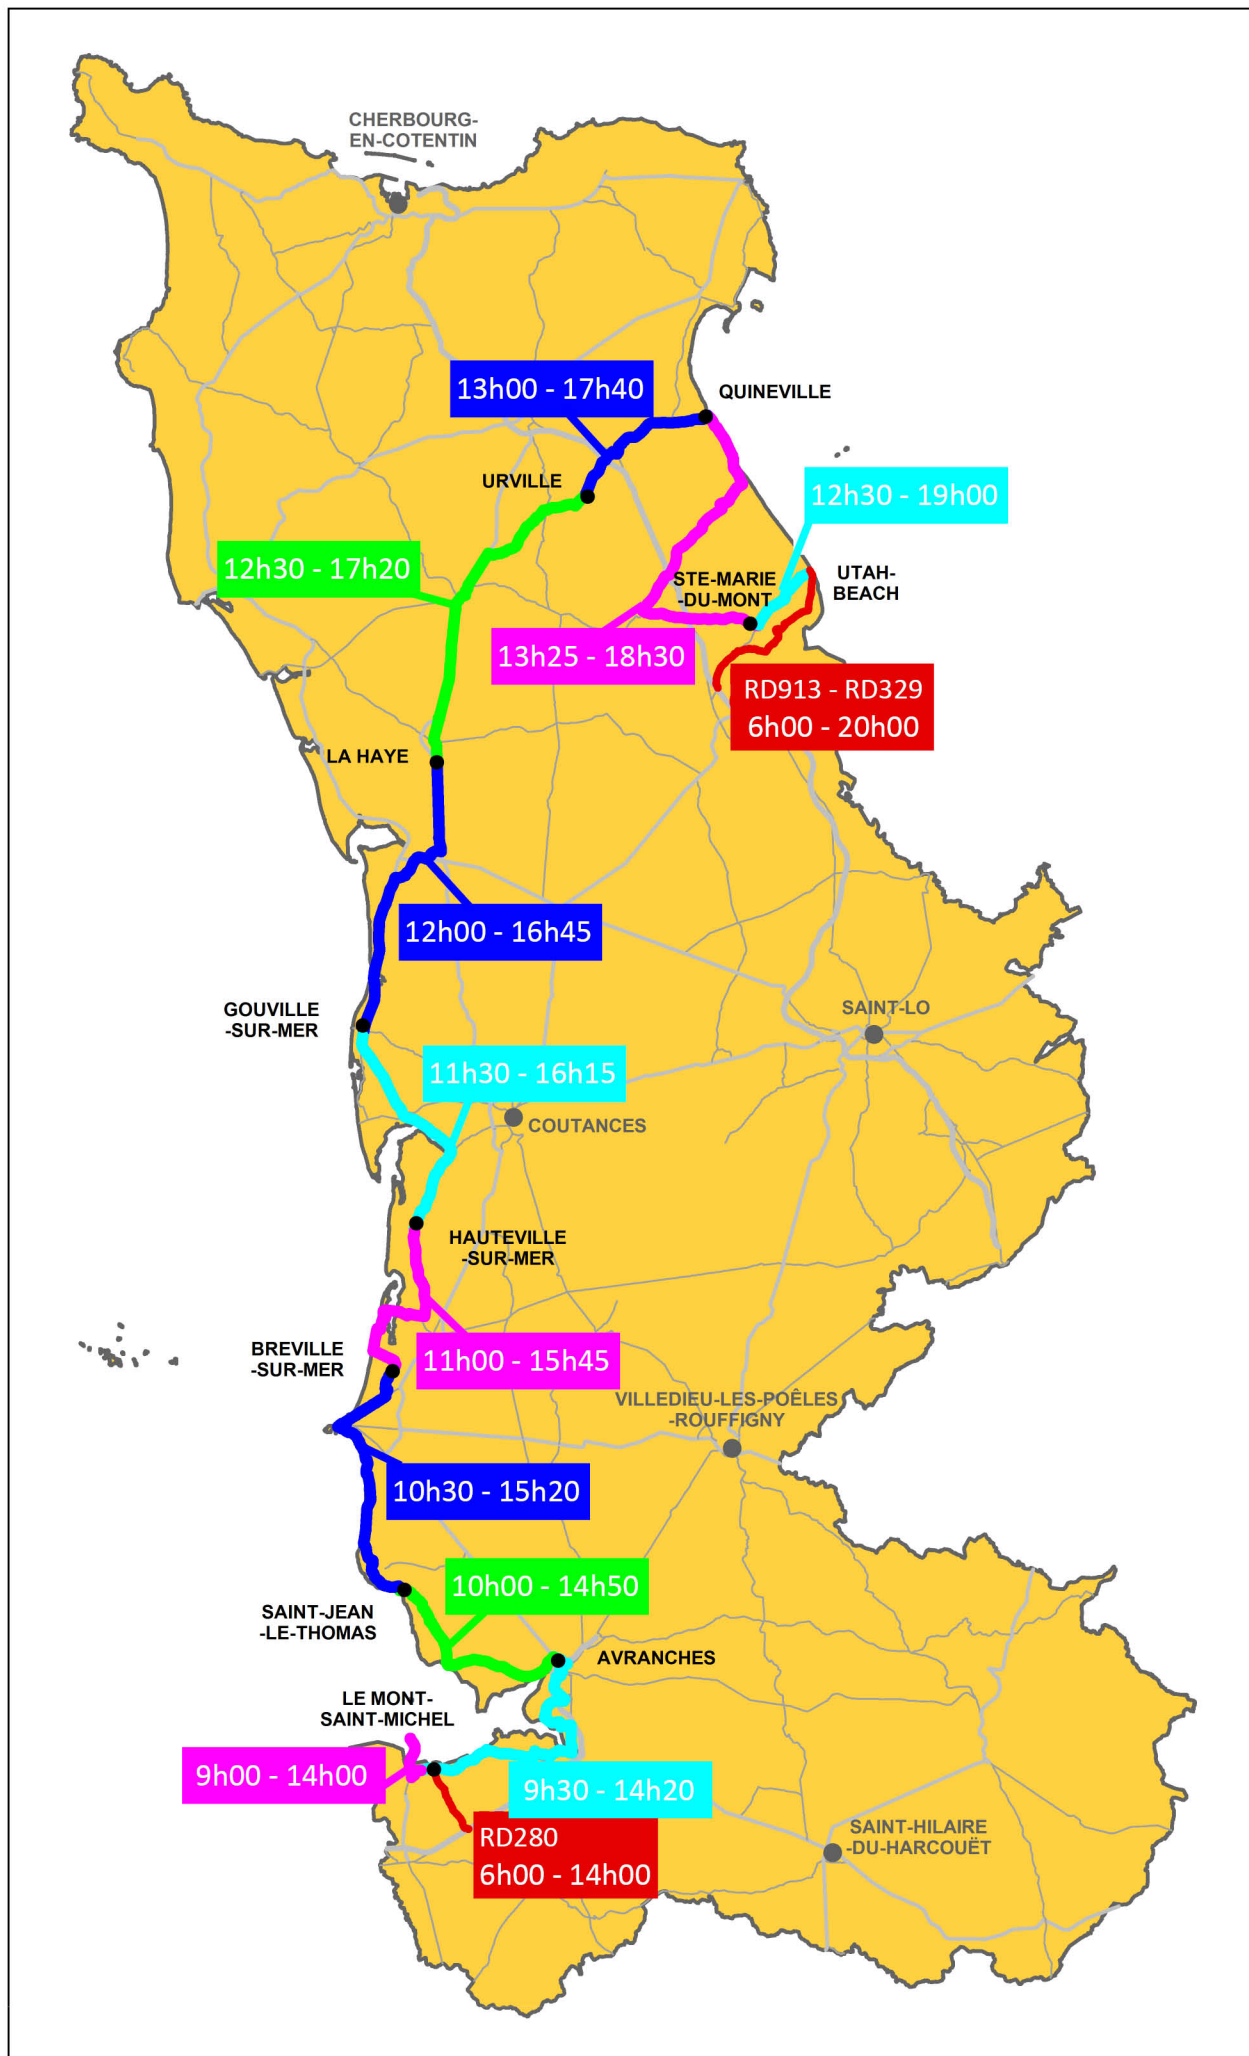 CHERBOURG-
EN-COTENTIN
13h00 - 17h40
QUINEVILLE
URVILLE
12h30 - 19h00
12h30 - 17h20
STE-MARIE
-DU-MONT
UTAH-
BEACH
13h25 - 18h30
RD913 - RD329
6h00 - 20h00
LA HAYE
12h00 - 16h45
GOUVILLE
-SUR-MER
SAINT-LO
11h30 - 16h15
COUTANCES
HAUTEVILLE
-SUR-MER
BREVILLE
-SUR-MER
11h00 - 15h45
VILLEDIEU-LES-POÊLES
-ROUFFIGNY
10h30 - 15h20
10h00 - 14h50
SAINT-JEAN
-LE-THOMAS
AVRANCHES
LE MONT-
SAINT-MICHEL
9h00 - 14h00
9h30 - 14h20
RD280
6h00 - 14h00
SAINT-HILAIRE
-DU-HARCOUËT